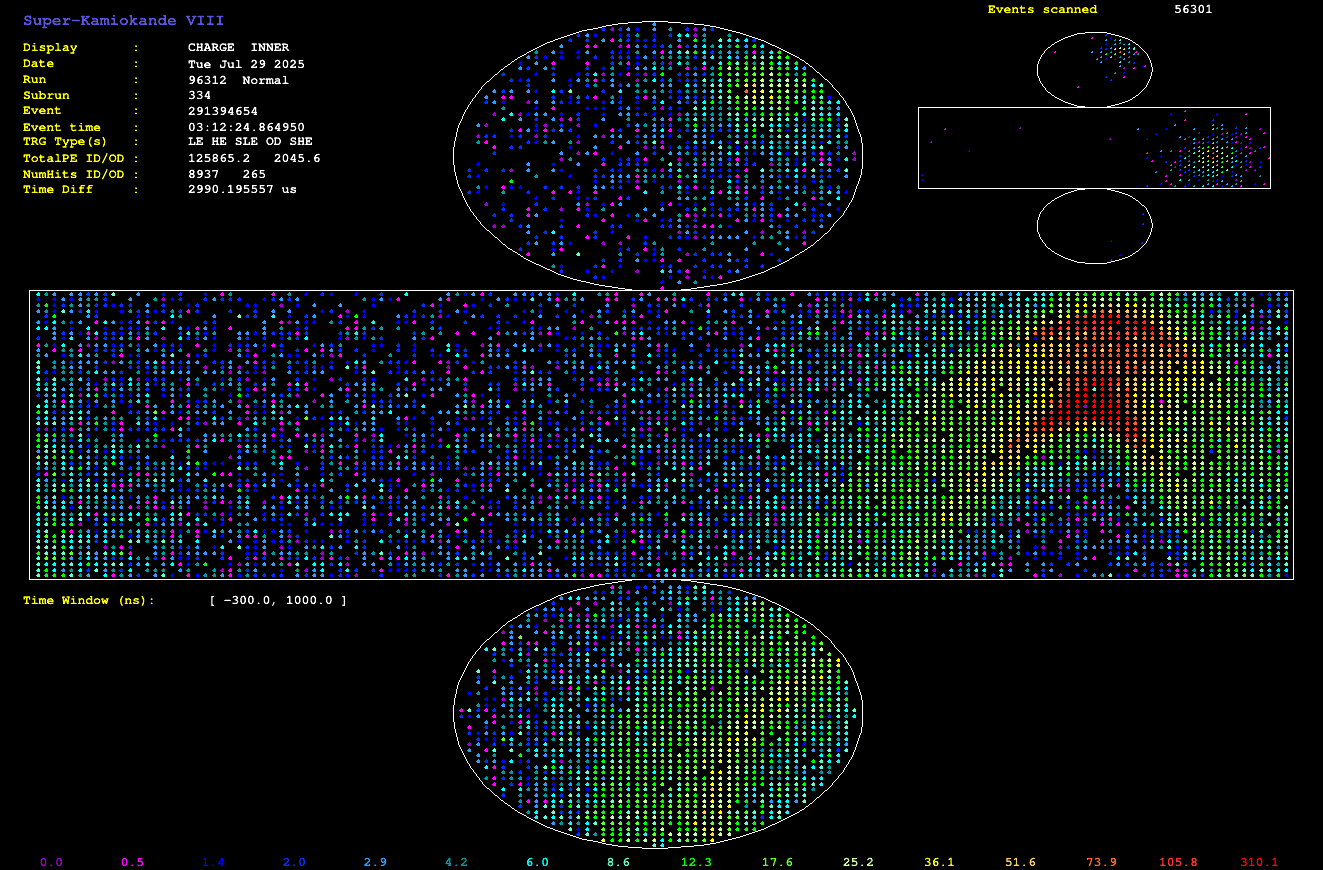 Super-Kamiokande VIII
Events scanned 56301
Display : CHARGE INNER
Date : Tue Jul 29 2025
Run : 96312 Normal
Subrun : 334
Event : 291394654
Event time : 03:12:24.864950
TRG Type(s) : LE HE SLE OD SHE
TotalPE ID/OD : 125865.2 2045.6
NumHits ID/OD : 8937 265
Time Diff : 2990.195557 us
Time Window (ns): [ -300.0, 1000.0 ]
0.0 0.5 1.4 2.0 2.9 4.2 6.0 8.6 12.3 17.6 25.2 36.1 51.6 73.9 105.8 310.1